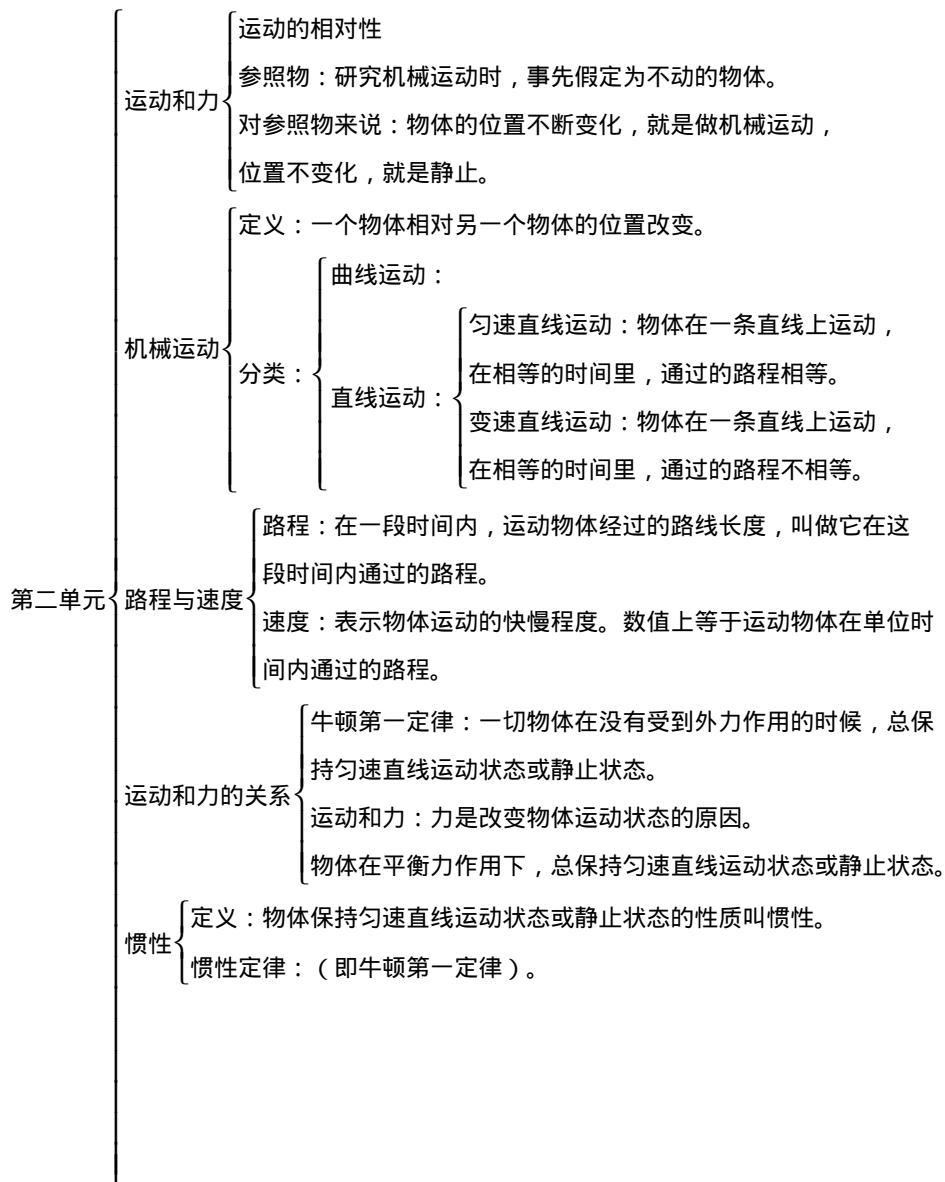 运动的相对性
参照物：研究机械运动时，事先假定为不动的物体。
运动和力
对参照物来说：物体的位置不断变化，就是做机械运动，
位置不变化，就是静止。
定义：一个物体相对另一个物体的位置改变。
曲线运动：
匀速直线运动：物体在一条直线上运动，
机械运动
分类：
在相等的时间里，通过的路程相等。
直线运动：
变速直线运动：物体在一条直线上运动，
在相等的时间里，通过的路程不相等。
路程：在一段时间内，运动物体经过的路线长度，叫做它在这
段时间内通过的路程。
第二单元
路程与速度
速度：表示物体运动的快慢程度。数值上等于运动物体在单位时
间内通过的路程。
牛顿第一定律：一切物体在没有受到外力作用的时候，总保
持匀速直线运动状态或静止状态。
运动和力的关系
运动和力：力是改变物体运动状态的原因。
物体在平衡力作用下，总保持匀速直线运动状态或静止状态。
定义：物体保持匀速直线运动状态或静止状态的性质叫惯性。
惯性
惯性定律：（即牛顿第一定律）。